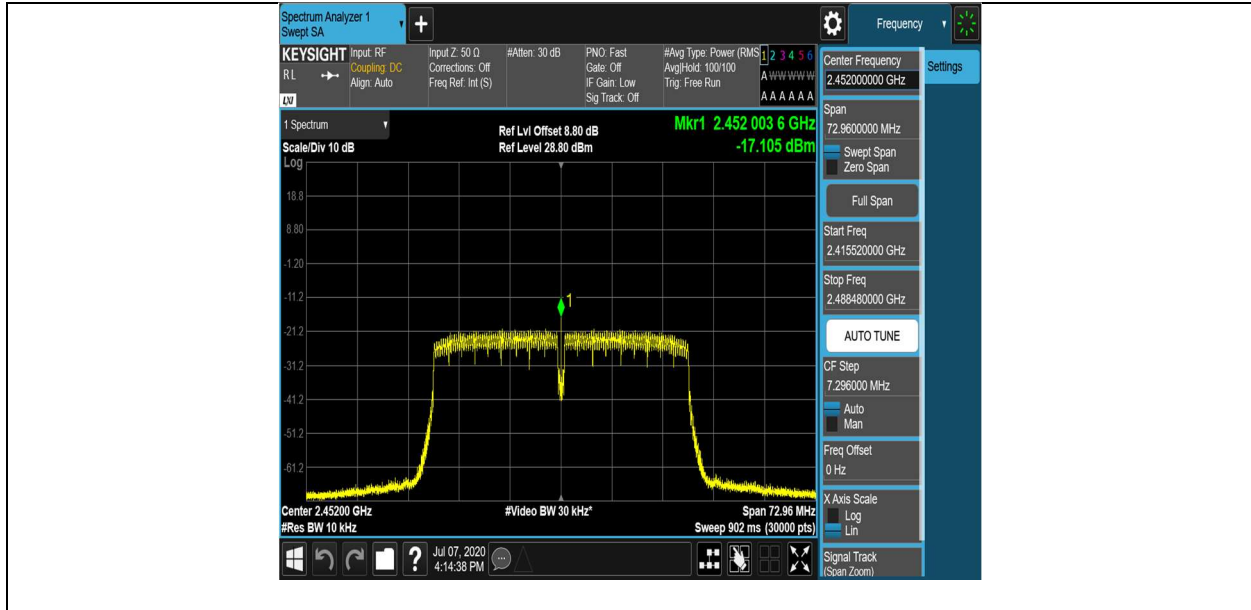 Spectrum Analyzer 1
Swept SA
+
Frequency
KEYSIGHT
RL
LXI
Input: RF
Coupling: DC
Align: Auto
Input Z: 50 Ω
Corrections: Off
Freq Ref: Int (S)
#Atten: 30 dB
PNO: Fast
Gate: Off
IF Gain: Low
Sig Track: Off
#Avg Type: Power (RMS
Avg|Hold: 100/100
Trig: Free Run
1 2 3 4 5 6
A W W W W W
A A A A A A
1 Spectrum
Scale/Div 10 dB
Ref Lvl Offset 8.80 dB
Ref Level 28.80 dBm
Mkr1 2.452 003 6 GHz
-17.105 dBm
Log
18.8
8.80
-1.20
-11.2
-21.2
-31.2
-41.2
-51.2
-61.2
1
Center 2.45200 GHz
#Res BW 10 kHz
#Video BW 30 kHz*
Span 72.96 MHz
Sweep 902 ms (30000 pts)
Jul 07, 2020
4:14:38 PM
?
Center Frequency
2.452000000 GHz
Settings
Span
72.9600000 MHz
Swept Span
Zero Span
Full Span
Start Freq
2.415520000 GHz
Stop Freq
2.488480000 GHz
AUTO TUNE
CF Step
7.296000 MHz
Auto
Man
Freq Offset
0 Hz
X Axis Scale
Log
Lin
Signal Track
(Span Zoom)